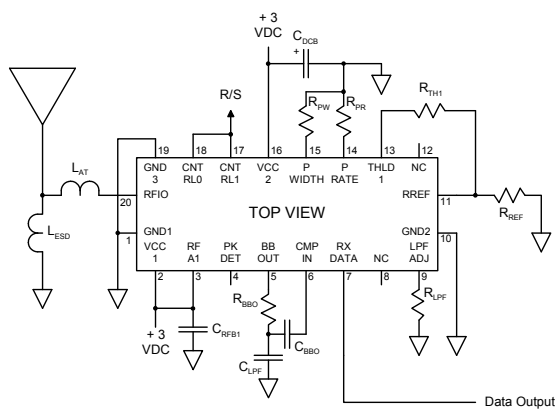 + 3
VDC
C_DCB
+
R/S
R_PW
R_PR
R_TH1
19
18
17
16
15
14
13
12
GND
3
CNT
RL0
CNT
RL1
VCC
2
P
WIDTH
P
RATE
THLD
1
NC
L_AT
20
RFIO
RREF
11
R_REF
TOP VIEW
L_ESD
GND1
1
GND2
10
VCC
1
RF
A1
PK
DET
BB
OUT
CMP
IN
RX
DATA
NC
LPF
ADJ
2
3
4
5
6
7
8
9
R_BBO
R_LPF
+ 3
VDC
C_RFB1
C_BBO
C_LPF
Data Output